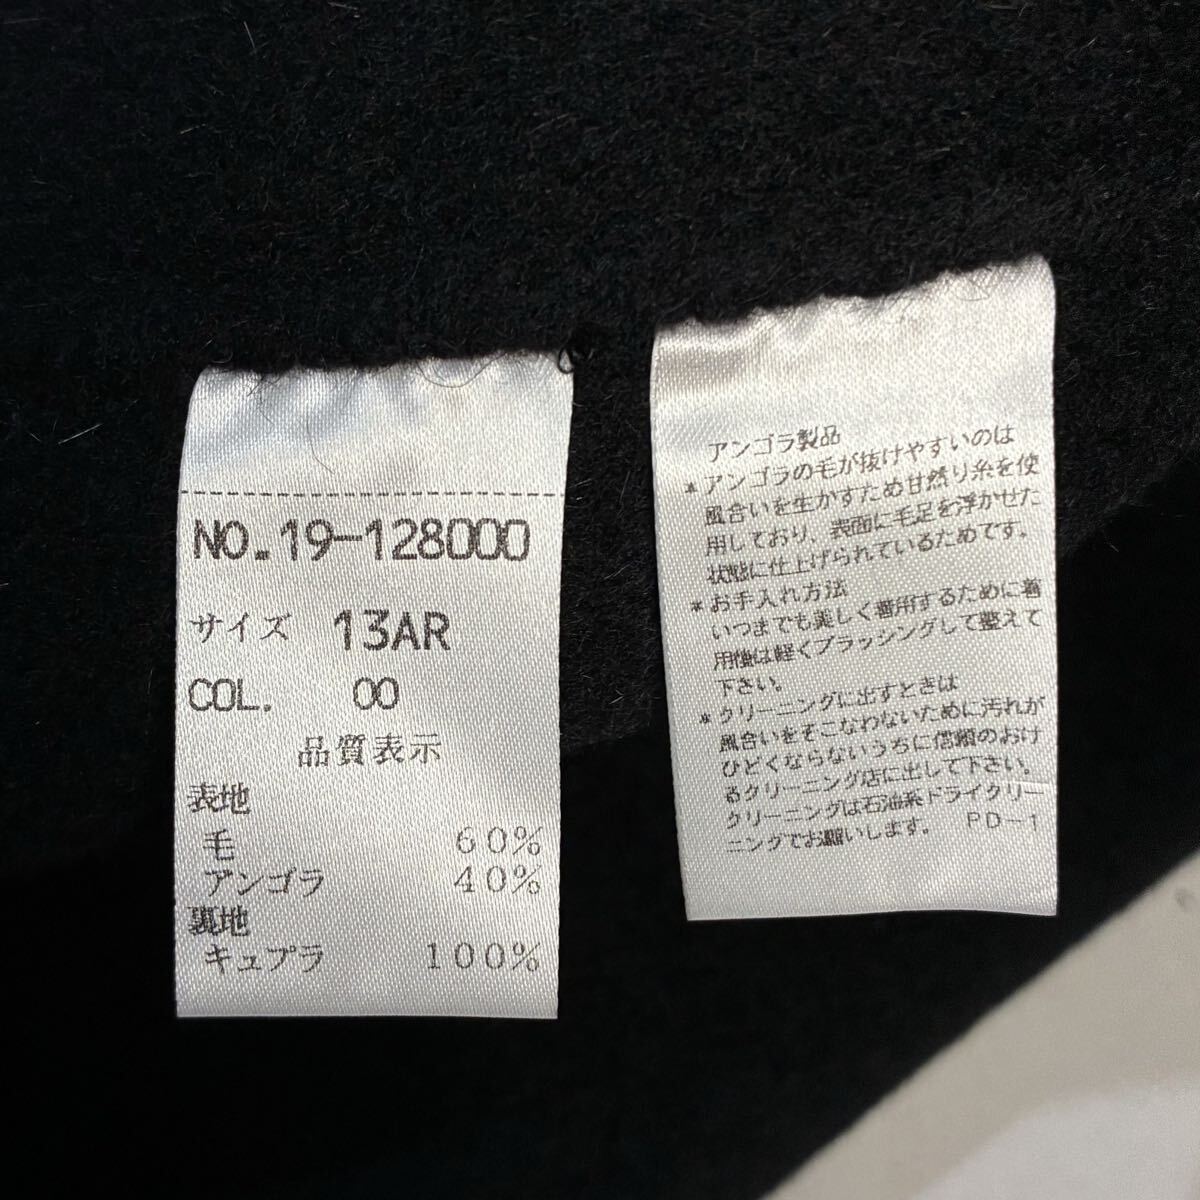 NO.19-128000
サイズ 13AR
COL. 00
品質表示
表地
毛 60%
アンゴラ 40%
裏地
キュプラ 100%
アンゴラ製品
*アンゴラの毛が抜けやすいのは
風合いを生かすため甘撚り糸を使
用しており、表面に毛足を浮かせた
状態に仕上げられているためです。
*お手入れ方法
いつまでも美しく着用するために着
用後は軽くブラッシングして整えて
下さい。
*クリーニングに出すときは
風合いをそこなわないために汚れが
ひどくならないうちに信頼のおけ
るクリーニング店に出して下さい。
クリーニングは石油系ドライクリー
ニングでお願いします。 PD-1